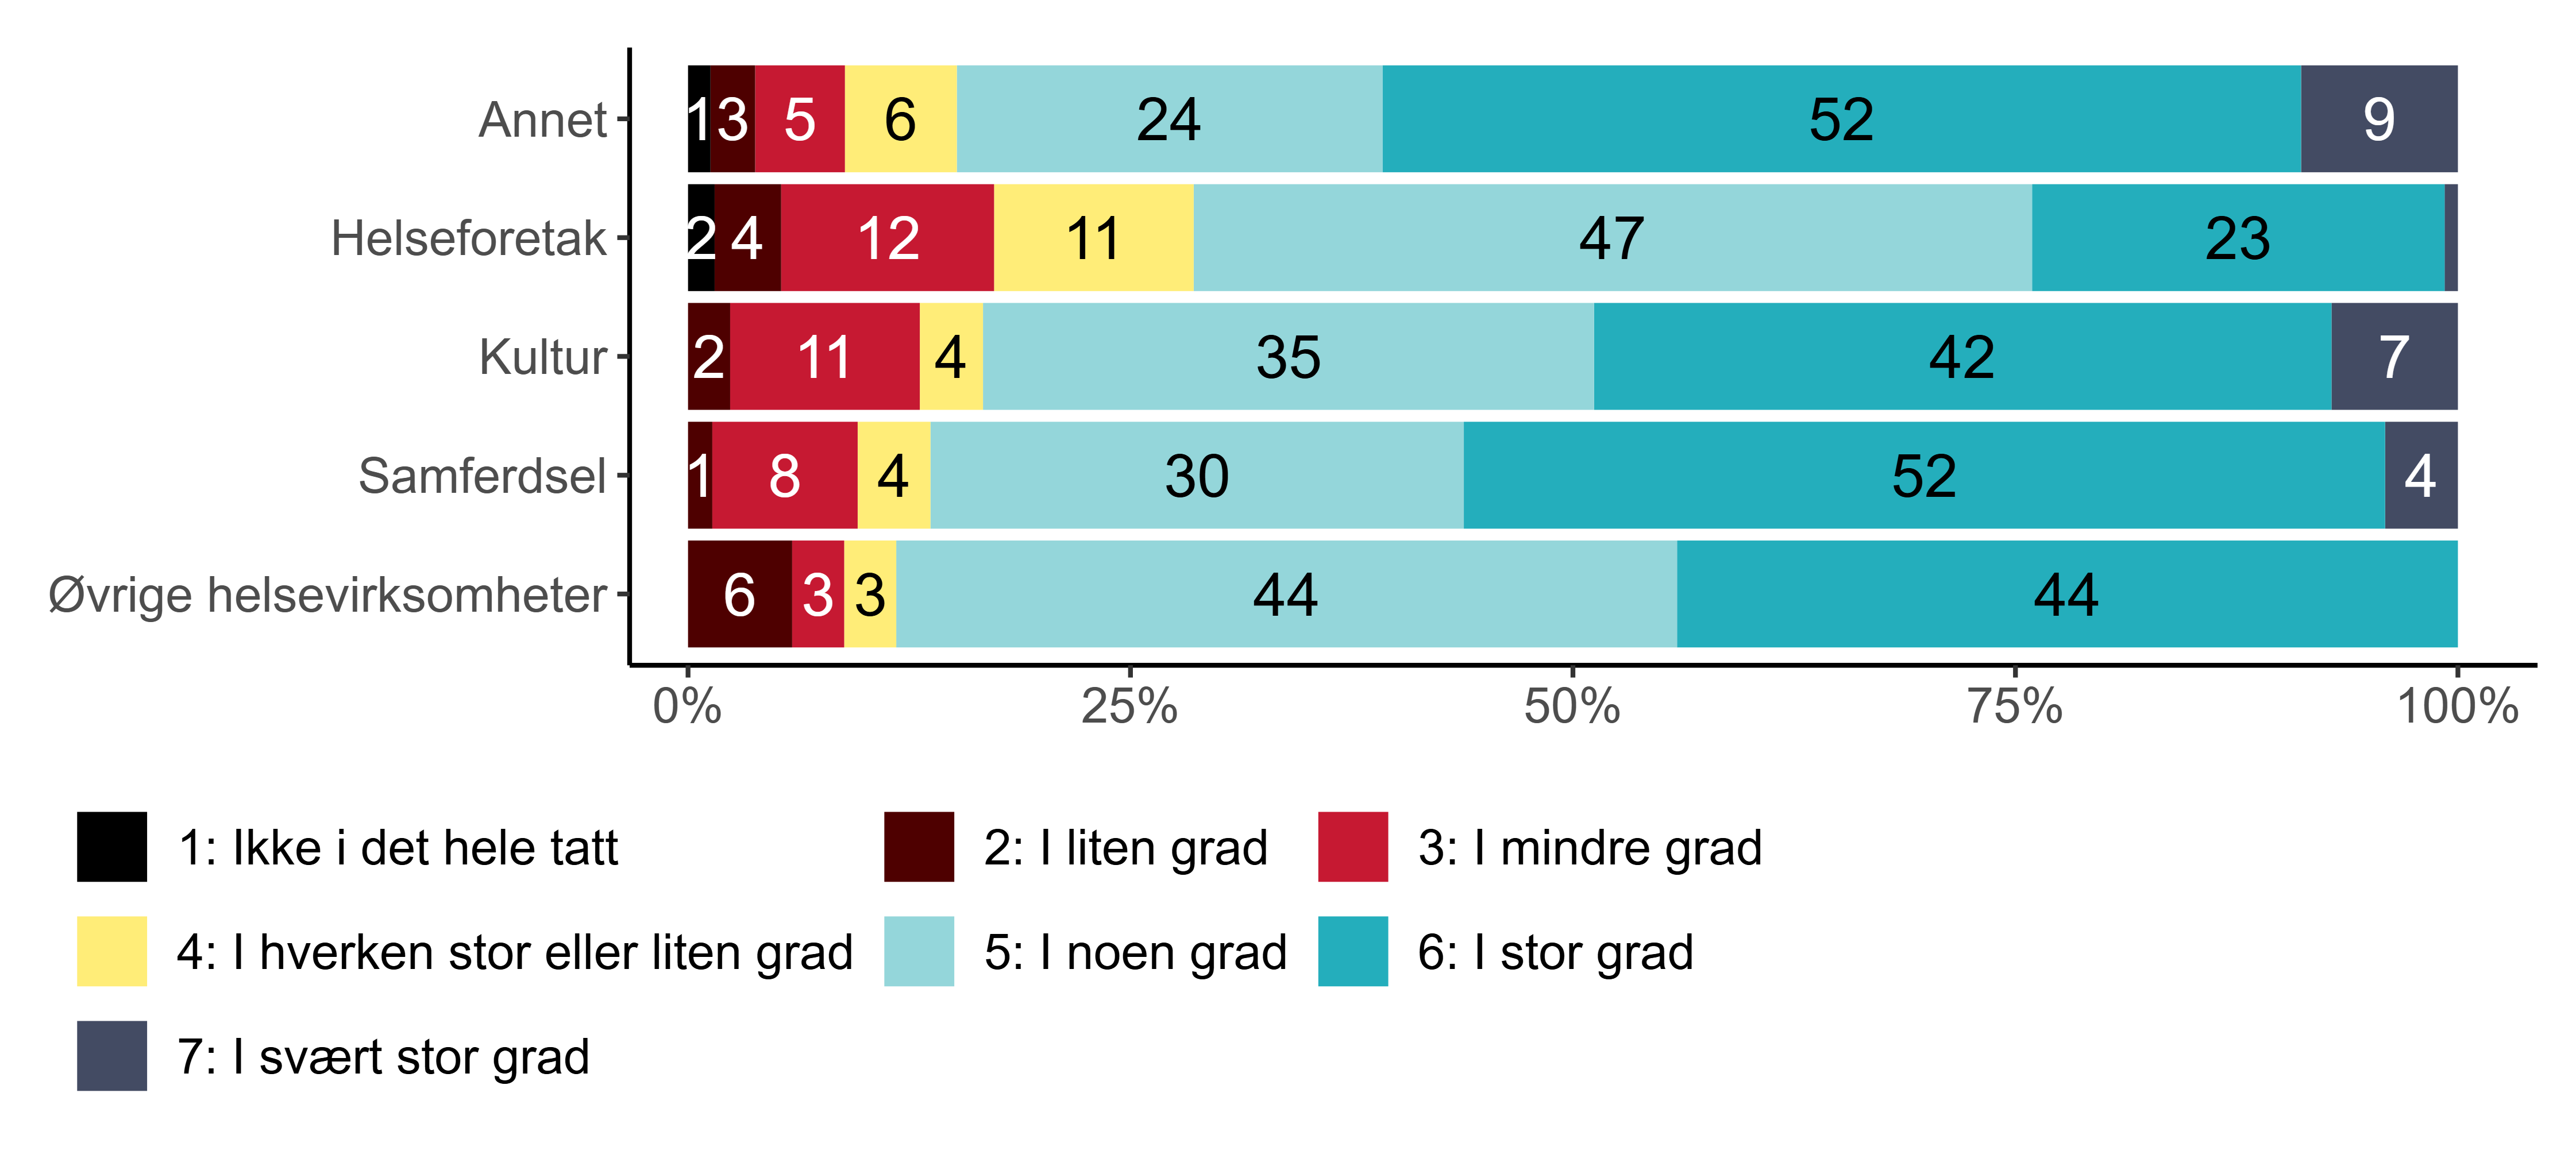 Annet 1 3 5 6 24 52 9
Helseforetak 2 4 12 11 47 23
Kultur 2 11 4 35 42 7
Samferdsel 1 8 4 30 52 4
Øvrige helsevirksomheter 6 3 3 44 44
0% 25% 50% 75% 100%
1: Ikke i det hele tatt 2: I liten grad 3: I mindre grad
4: I hverken stor eller liten grad 5: I noen grad 6: I stor grad
7: I svært stor grad